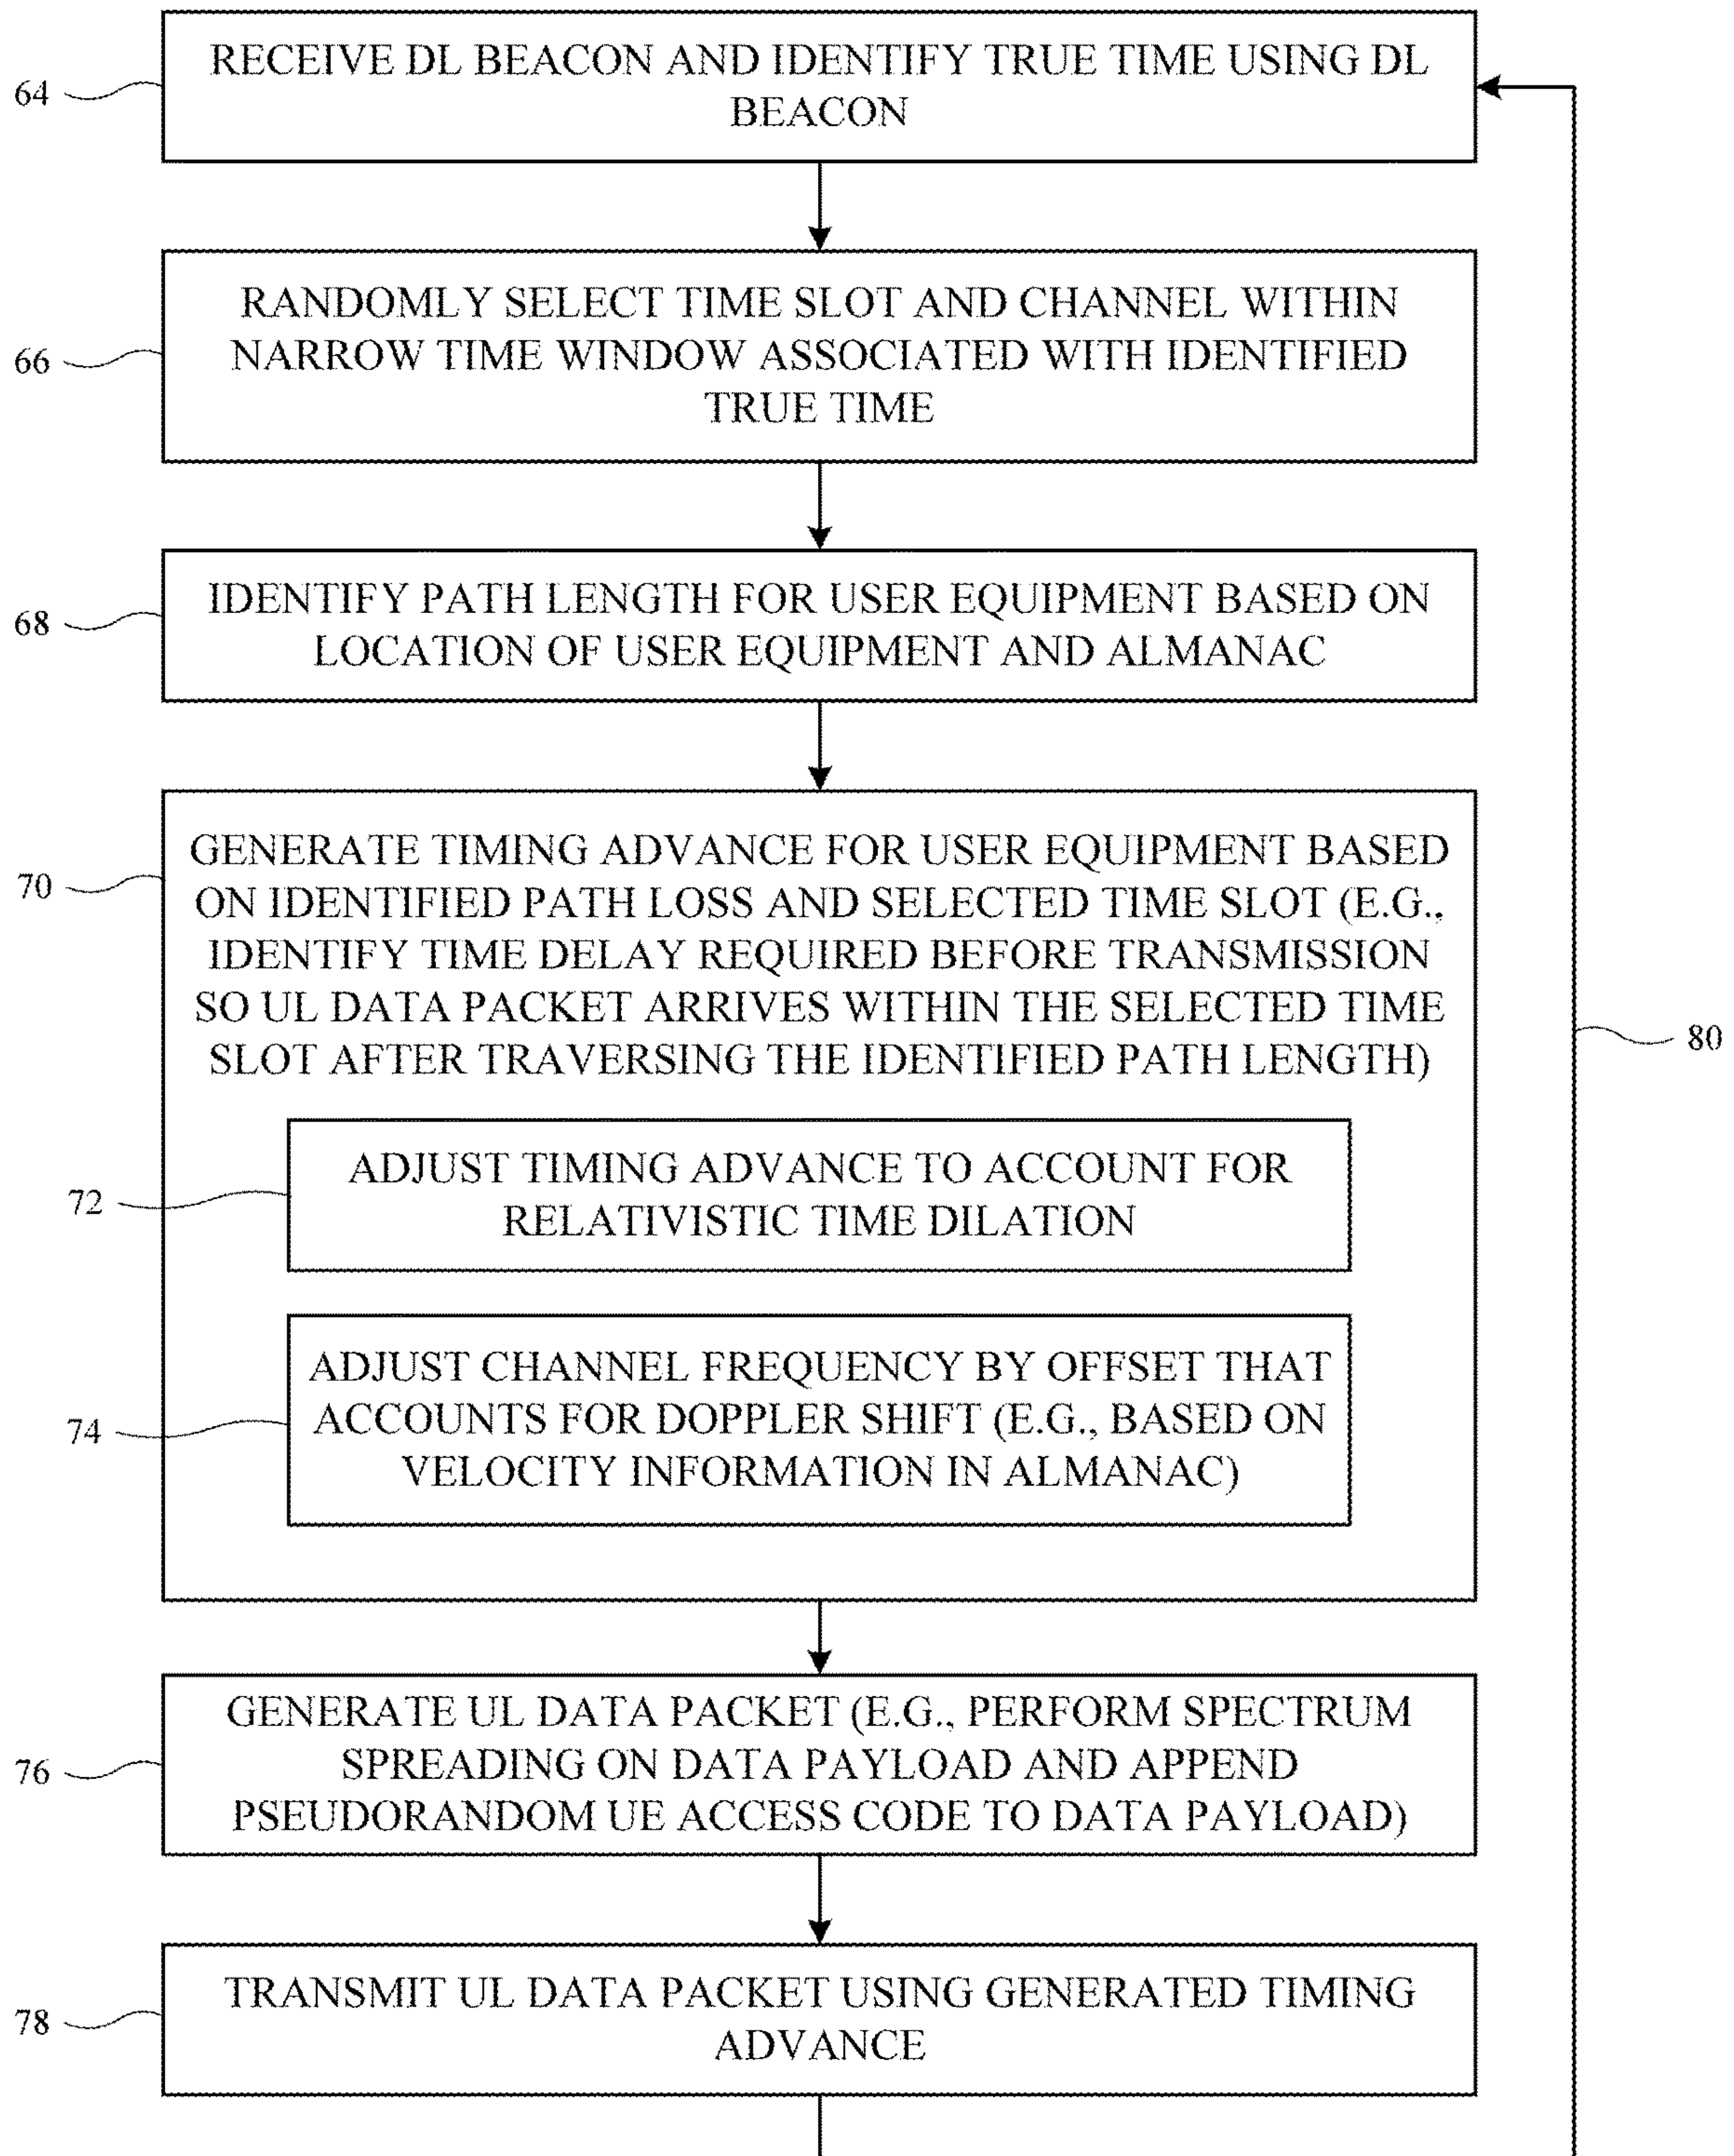 64
RECEIVE DL BEACON AND IDENTIFY TRUE TIME USING DL
BEACON
66
RANDOMLY SELECT TIME SLOT AND CHANNEL WITHIN
NARROW TIME WINDOW ASSOCIATED WITH IDENTIFIED
TRUE TIME
68
IDENTIFY PATH LENGTH FOR USER EQUIPMENT BASED ON
LOCATION OF USER EQUIPMENT AND ALMANAC
70
GENERATE TIMING ADVANCE FOR USER EQUIPMENT BASED
ON IDENTIFIED PATH LOSS AND SELECTED TIME SLOT (E.G.,
IDENTIFY TIME DELAY REQUIRED BEFORE TRANSMISSION
SO UL DATA PACKET ARRIVES WITHIN THE SELECTED TIME
SLOT AFTER TRAVERSING THE IDENTIFIED PATH LENGTH)
80
72
ADJUST TIMING ADVANCE TO ACCOUNT FOR
RELATIVISTIC TIME DILATION
74
ADJUST CHANNEL FREQUENCY BY OFFSET THAT
ACCOUNTS FOR DOPPLER SHIFT (E.G., BASED ON
VELOCITY INFORMATION IN ALMANAC)
76
GENERATE UL DATA PACKET (E.G., PERFORM SPECTRUM
SPREADING ON DATA PAYLOAD AND APPEND
PSEUDORANDOM UE ACCESS CODE TO DATA PAYLOAD)
78
TRANSMIT UL DATA PACKET USING GENERATED TIMING
ADVANCE